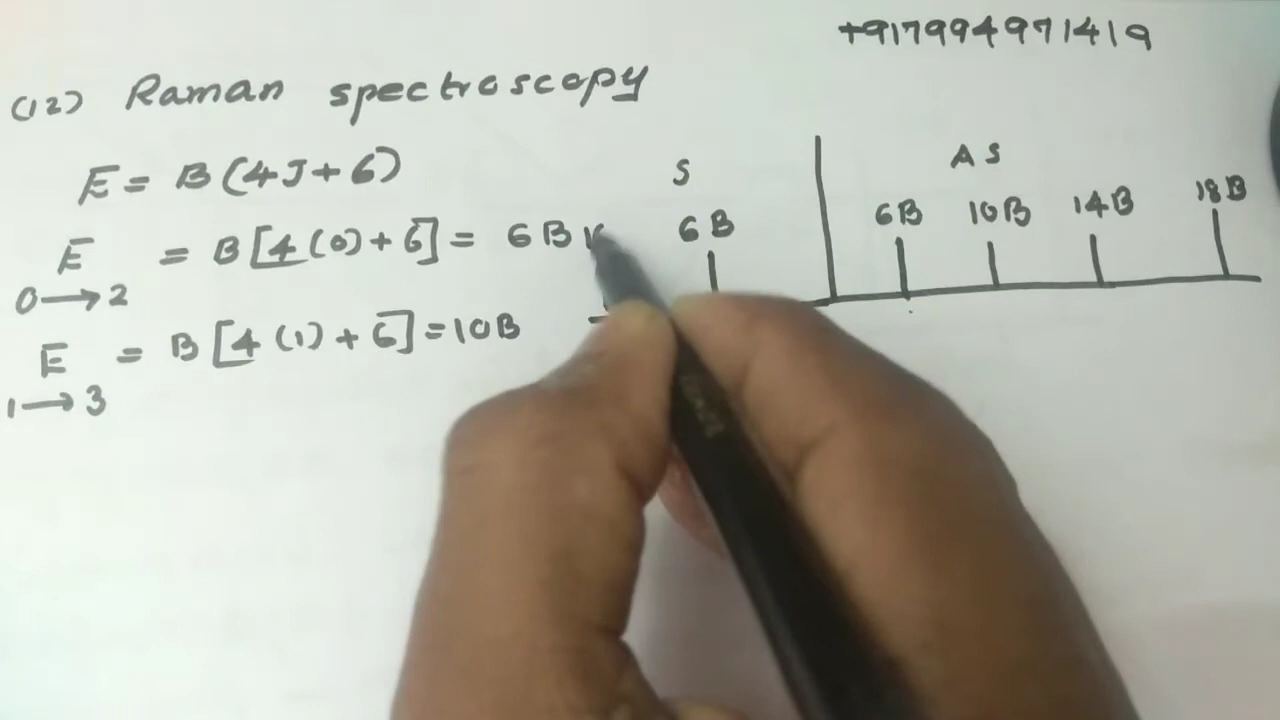 +917994971419
(12) Raman spectroscopy
E = B(4J+6)
E = B[4(0)+6] = 6B
0→2
E = B[4(1)+6] = 10B
1→3
S
6B
AS
6B 10B 14B 18B